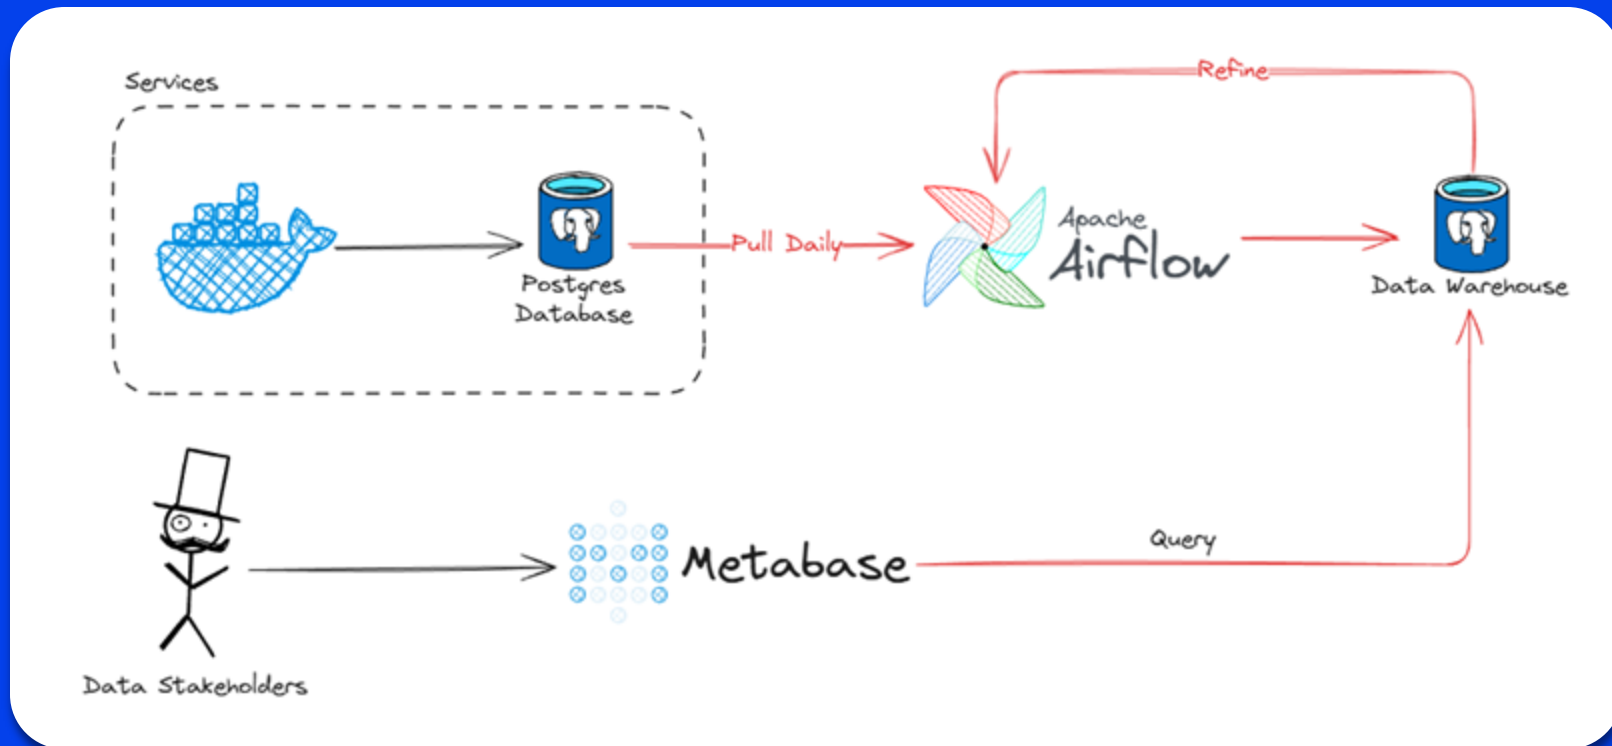 Services
Refine
Postgres
Database
Pull Daily
Apache
Airflow
Data Warehouse
Query
Metabase
Data Stakeholders